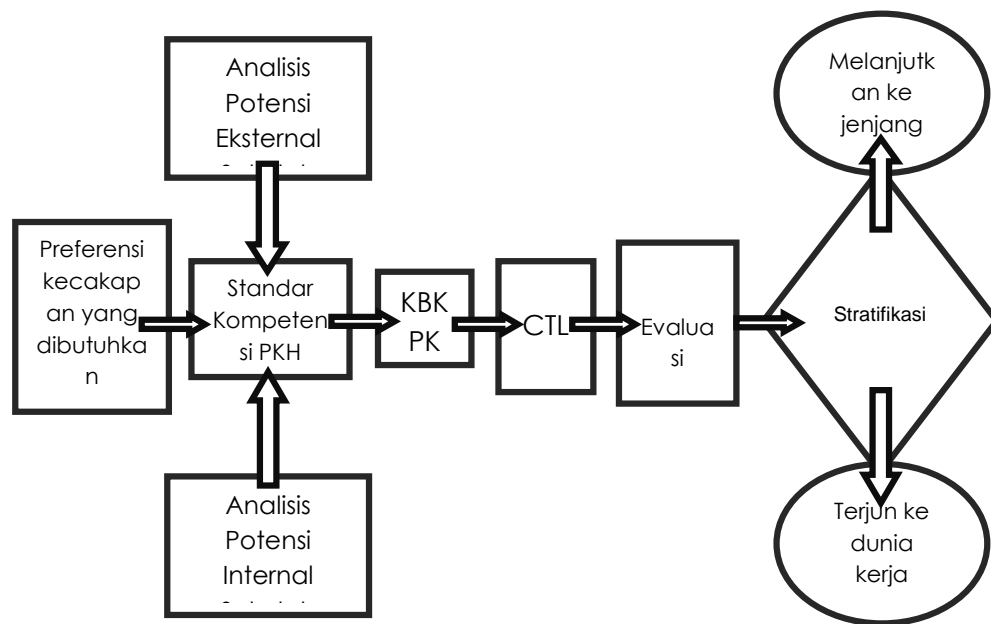 Analisis
Potensi
Eksternal
Melanjutk
an ke
jenjang
Preferensi
kecakap
an yang
dibutuhka
n
Standar
Kompeten
si PKH
KBK
PK
CTL
Evalua
si
Stratifikasi
Analisis
Potensi
Internal
Terjun ke
dunia
kerja